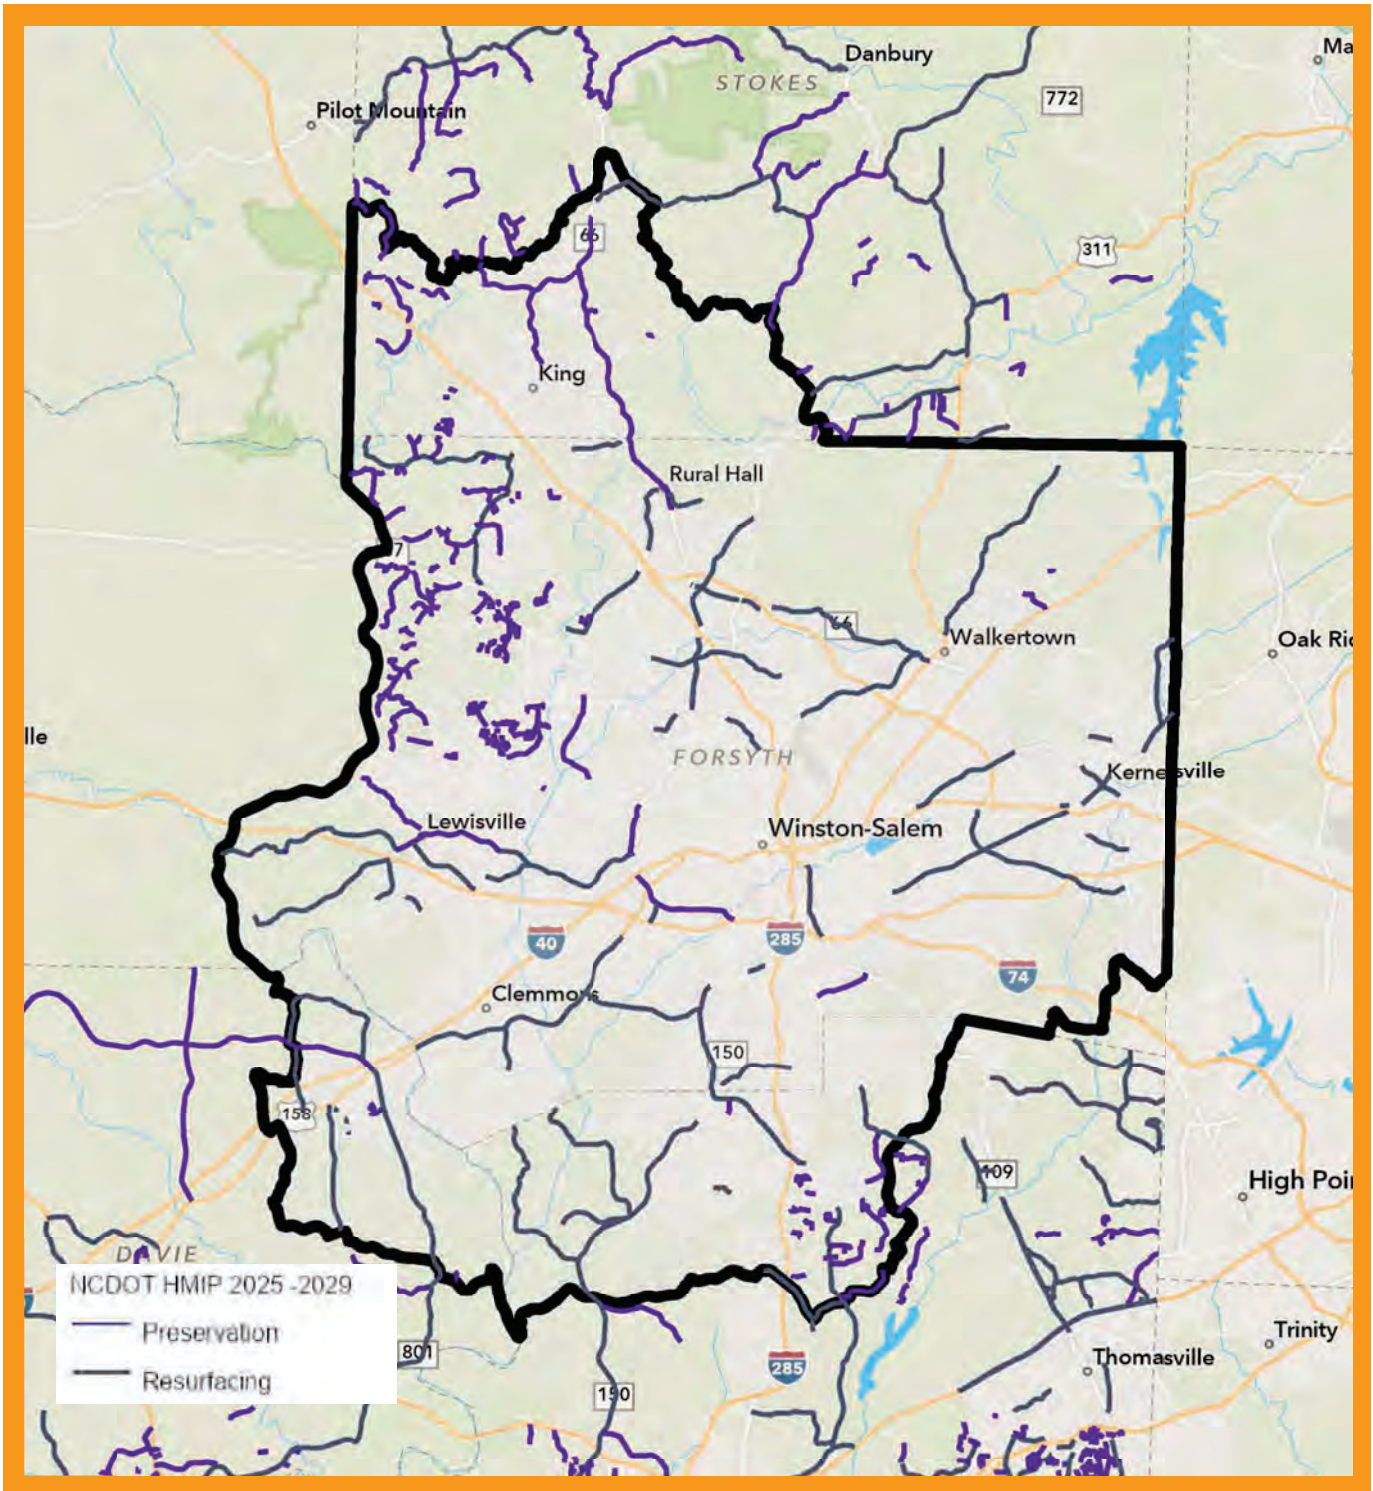 Danbury
Ma
STOKES
772
Pilot Mountain
66
311
King
Rural Hall
7
66
Walkertown
Oak Ri
lle
FORSYTH
Kernersville
Lewisville
Winston-Salem
40
285
74
Clemmons
150
158
109
High Poi
DAVIE
NCDOT HMIP 2025 -2029
Preservation
Resurfacing
801
150
285
Trinity
Thomasville